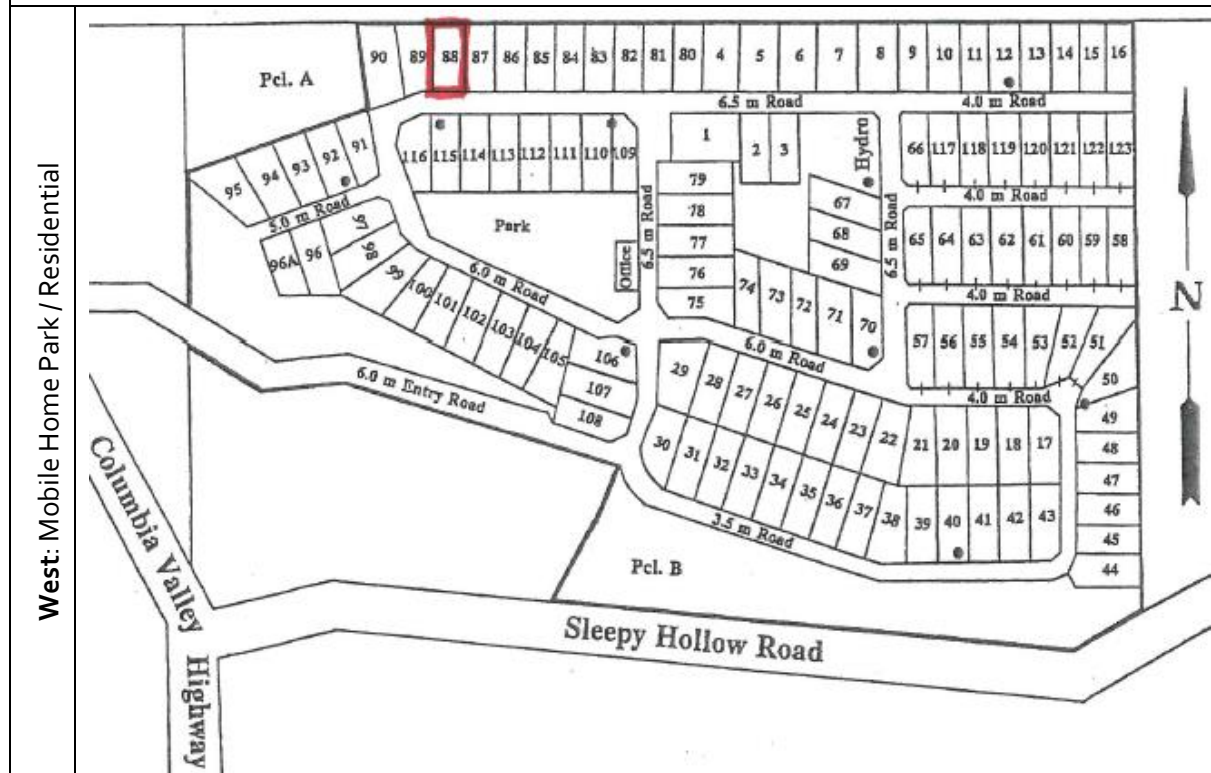 West: Mobile Home Park / Residential
90 89 88 87 86 85 84 83 82 81 80 4 5 6 7 8 9 10 11 12 13 14 15 16
Pcl. A
6.5 m Road
4.0 m Road
95 94 93 92 91
116 115 114 113 112 111 110 109
1
2 3
Hydro
66 117 118 119 120 121 122 123
5.0 m Road
79
78
77
76
75
6.5 m Road
67
68
69
6.5 m Road
4.0 m Road
96A 96 97
98
99 100 101 102 103 104 105
Park
Office
6.0 m Road
65 64 63 62 61 60 59 58
74 73 72 71 70
4.0 m Road
106
107
108
6.0 m Road
57 56 55 54 53 52 51
50
4.0 m Road
6.0 m Entry Road
29 28 27 26 25 24 23 22 21 20 19 18 17
49
48
47
46
45
44
30 31 32 33 34 35 36 37 38 39 40 41 42 43
3.5 m Road
Pcl. B
N
Sleepy Hollow Road
Columbia Valley
Highway